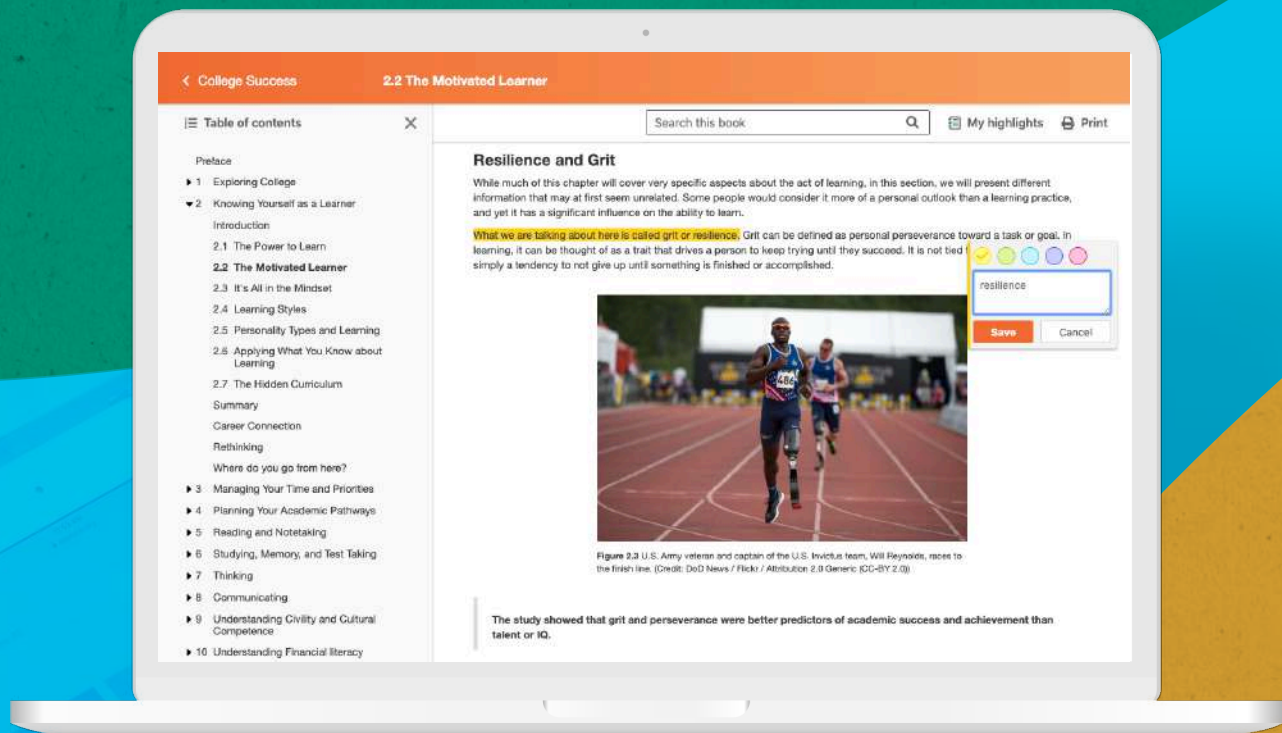 College Success
2.2 The Motivated Learner
Table of contents
Search this book
My highlights
Print
Preface
1 Exploring College
2 Knowing Yourself as a Learner
Introduction
2.1 The Power to Learn
2.2 The Motivated Learner
2.3 It's All in the Mindset
2.4 Learning Styles
2.5 Personality Types and Learning
2.6 Applying What You Know about
Learning
2.7 The Hidden Curriculum
Summary
Career Connection
Rethinking
Where do you go from here?
3 Managing Your Time and Priorities
4 Planning Your Academic Pathways
5 Reading and Notetaking
6 Studying, Memory, and Test Taking
7 Thinking
8 Communicating
9 Understanding Civility and Cultural
Competence
10 Understanding Financial literacy
Resilience and Grit
While much of this chapter will cover very specific aspects about the act of learning, in this section, we will present different
information that may at first seem unrelated. Some people would consider it more of a personal outlook than a learning practice,
and yet it has a significant influence on the ability to learn.
What we are talking about here is called grit or resilience. Grit can be defined as personal perseverance toward a task or goal. In
learning, it can be thought of as a trait that drives a person to keep trying until they succeed. It is not tied
simply a tendency to not give up until something is finished or accomplished.
resilience
Save
Cancel
486
Figure 2.3 U.S. Army veteran and captain of the U.S. Invictus team, Will Reynolds, races to
the finish line. (Credit: DoD News / Flickr / Attribution 2.0 Generic (CC-BY 2.0))
The study showed that grit and perseverance were better predictors of academic success and achievement than
talent or IQ.